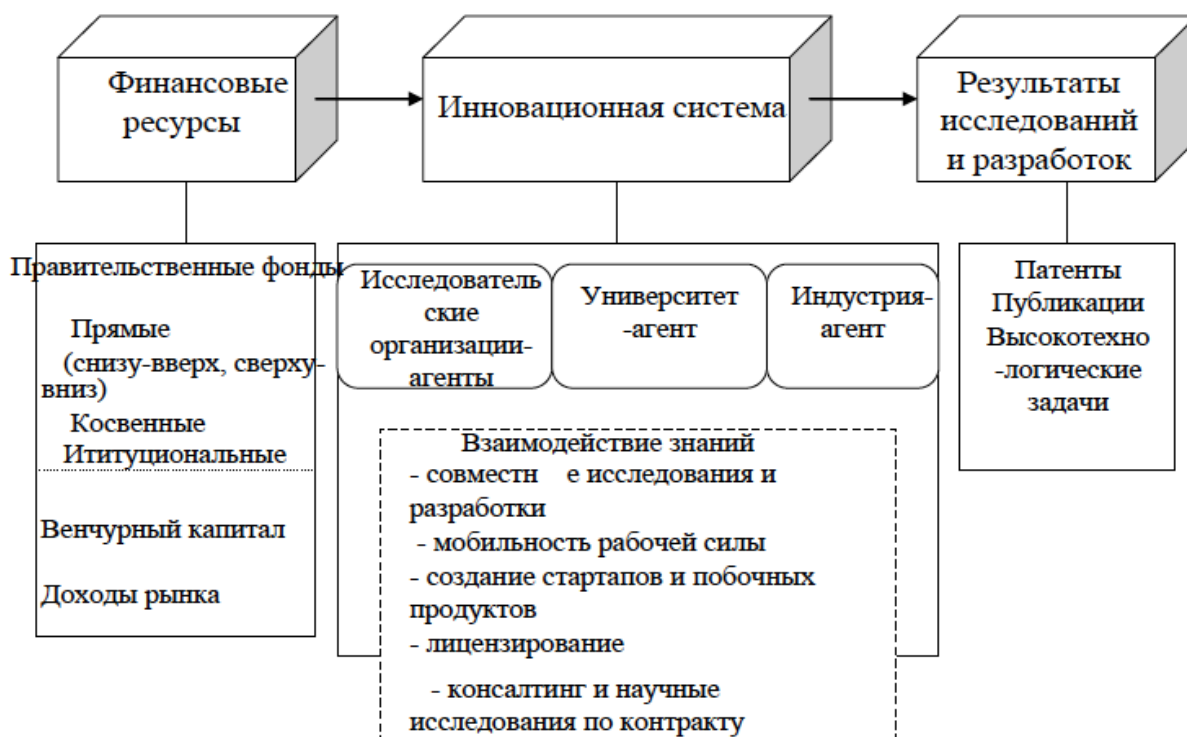 Финансовые
ресурсы
Инновационная система
Результаты
исследований
и разработок
Правительственные фонды
Прямые
(снизу-вверх, сверху-
вниз)
Косвенные
Ититуциональные
Венчурный капитал
Доходы рынка
Исследователь
ские
организации-
агенты
Университет
-агент
Индустрия-
агент
Взаимодействие знаний
- совместн е исследования и
разработки
- мобильность рабочей силы
- создание стартапов и побочных
продуктов
- лицензирование
- консалтинг и научные
исследования по контракту
Патенты
Публикации
Высокотехно
-логические
задачи